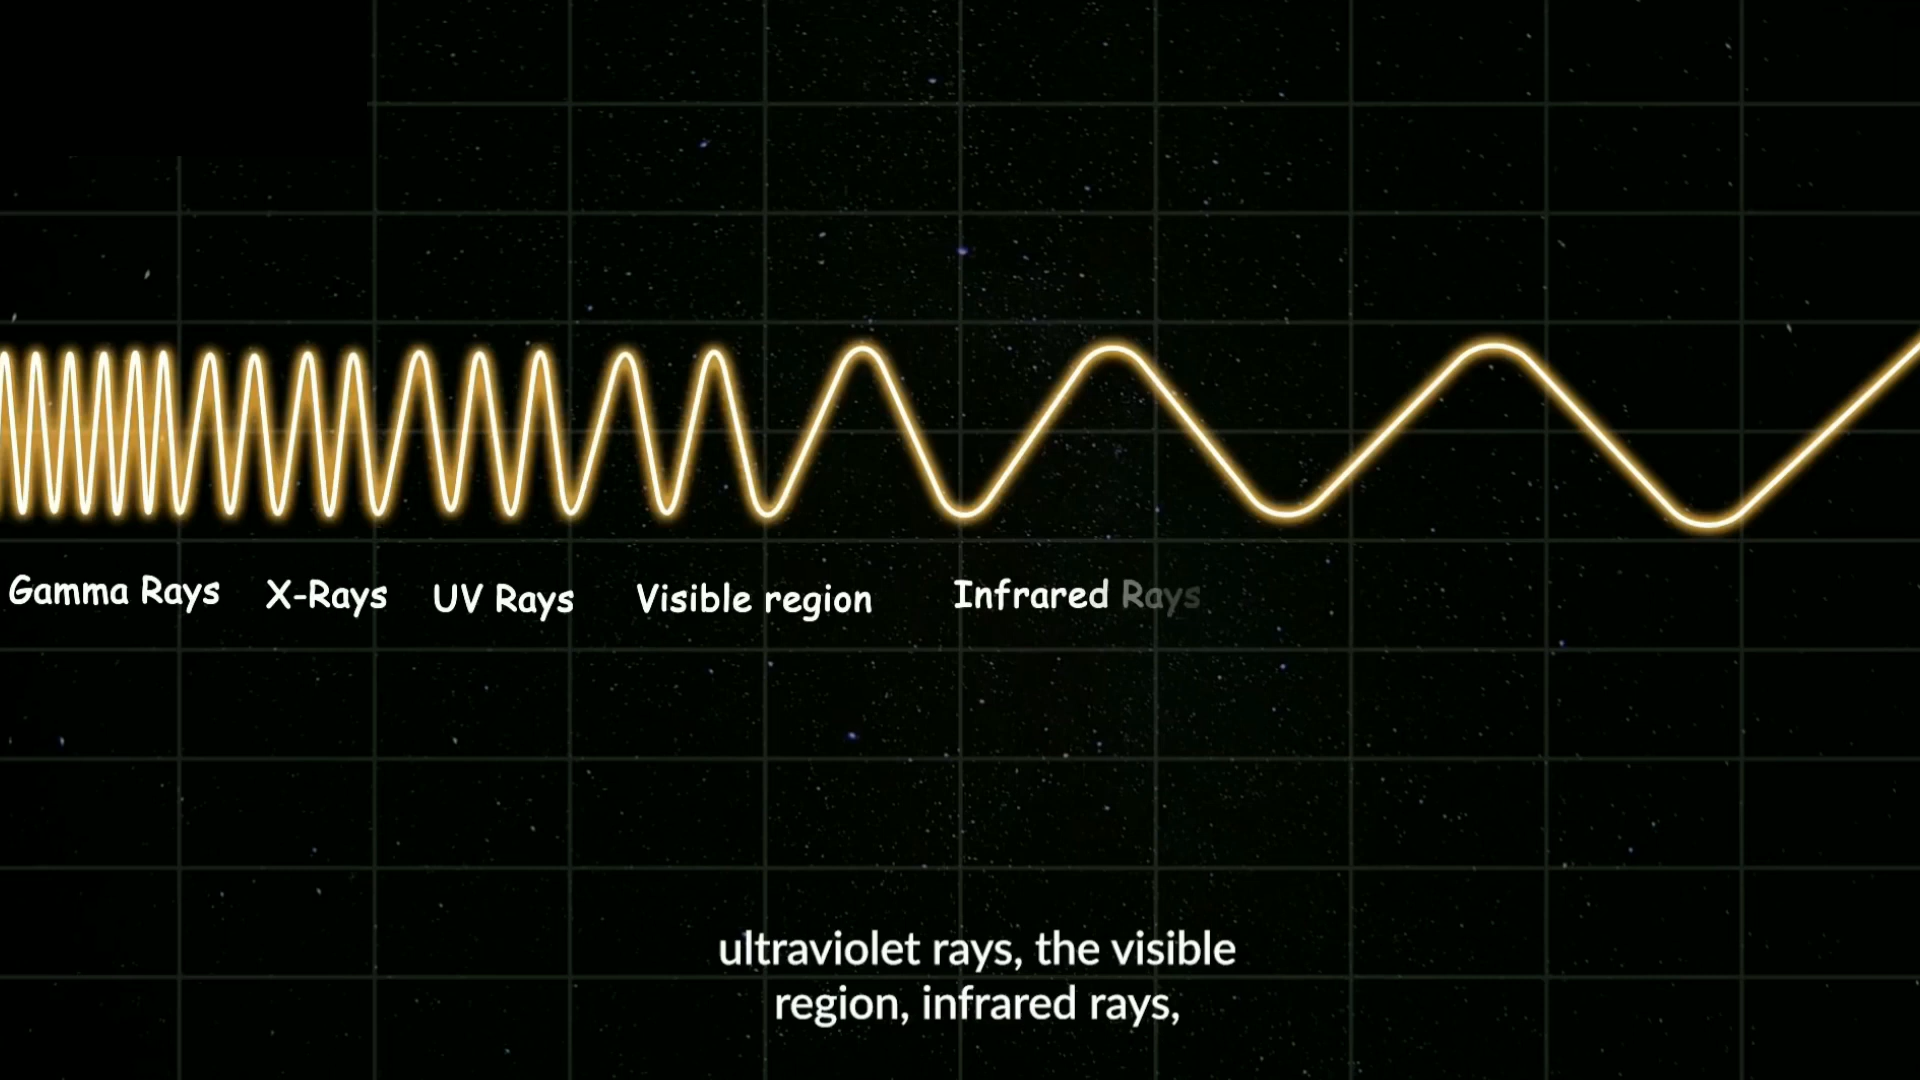 Gamma Rays X-Rays UV Rays Visible region Infrared Rays
ultraviolet rays, the visible
region, infrared rays,